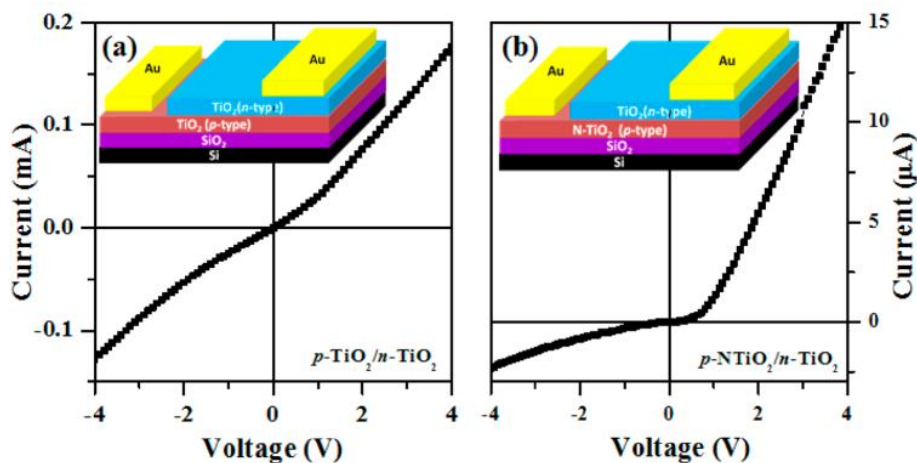 (a)
Au
Au
TiO₂(n-type)
TiO₂ (p-type)
SiO₂
Si
0.2
0.1
0.0
-0.1
Current (mA)
p-TiO₂/n-TiO₂
-4
-2
0
2
4
Voltage (V)
(b)
Au
Au
TiO₂(n-type)
N-TiO₂ (p-type)
SiO₂
Si
15
10
5
0
Current (μA)
p-NTiO₂/n-TiO₂
-4
-2
0
2
4
Voltage (V)